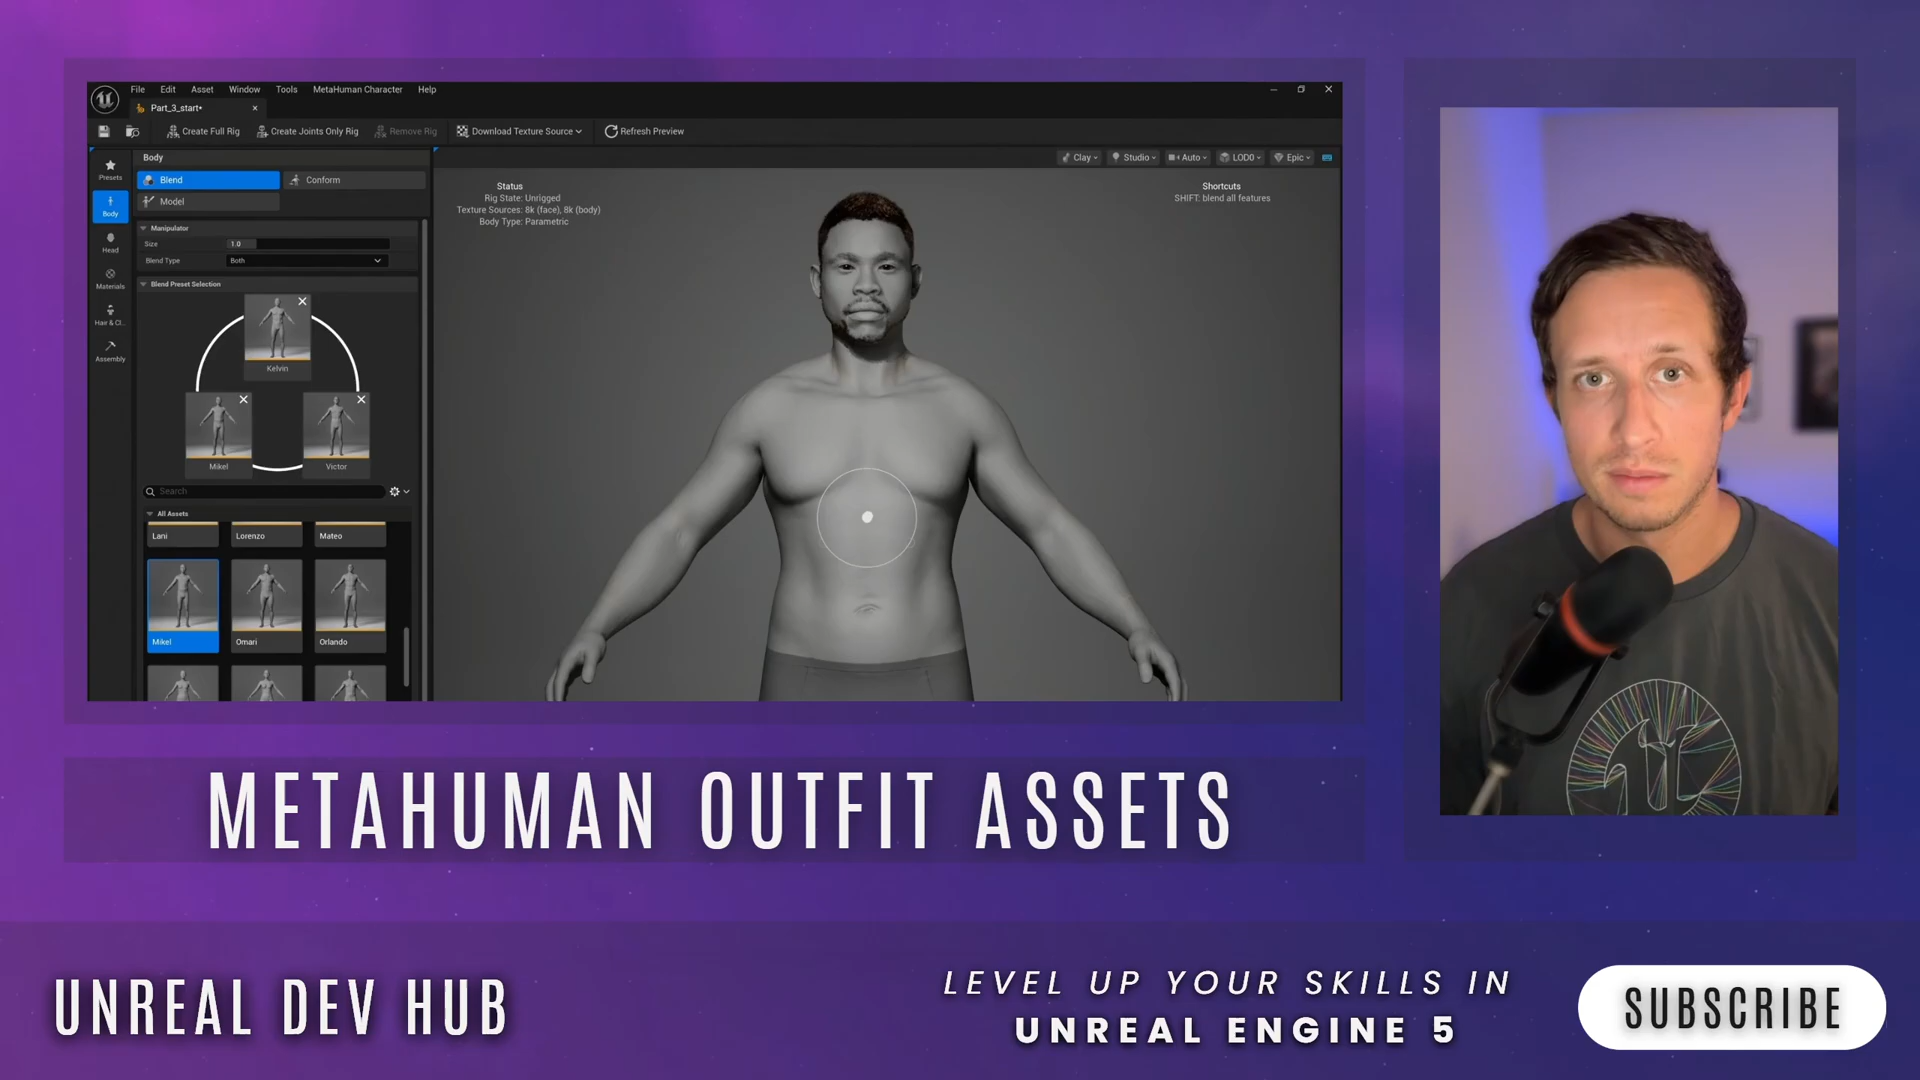 File Edit Asset Window Tools MetaHuman Character Help
Part_3_start•
Create Full Rig Create Joints Only Rig Remove Rig Download Texture Source Refresh Preview
Presets
Body
Head
Materials
Hair & Cl...
Assembly
Body
Blend Conform
Model
Manipulator
Size 1.0
Blend Type Both
Blend Preset Selection
Kelvin
Mikel Victor
Search
All Assets
Lani Lorenzo Mateo
Mikel Omari Orlando
Clay Studio Auto LOD0 Epic
Status
Rig State: Unrigged
Texture Sources: 8k (face), 8k (body)
Body Type: Parametric
Shortcuts
SHIFT: blend all features
METAHUMAN OUTFIT ASSETS
UNREAL DEV HUB
LEVEL UP YOUR SKILLS IN
UNREAL ENGINE 5
SUBSCRIBE